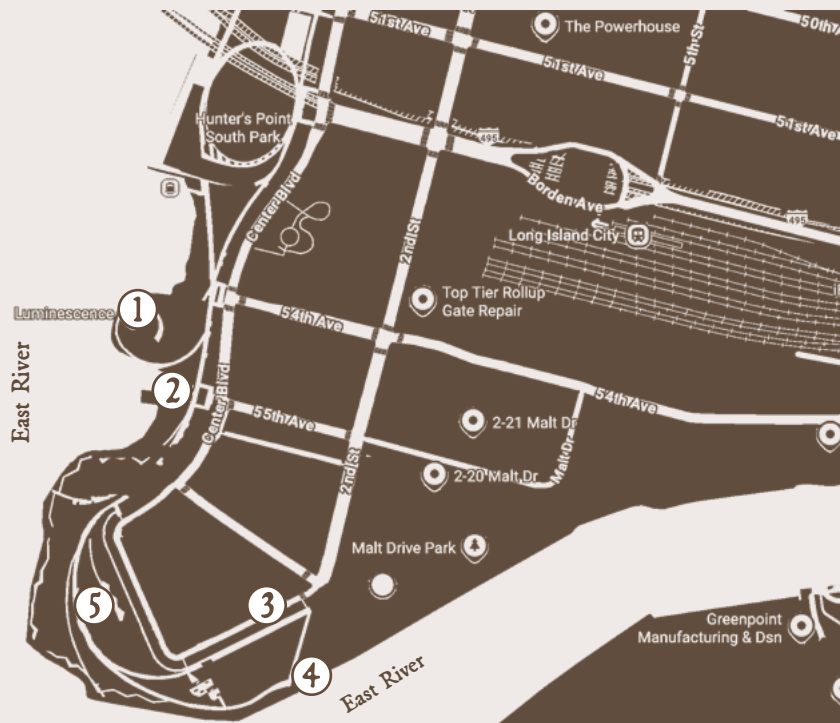 51st Ave
50th A
The Powerhouse
5th St
51st Ave
51st Ave
Hunter's Point
South Park
495
Borden Ave
495
Center Blvd
2nd St
Long Island City
1
Luminescence
Top Tier Rollup
Gate Repair
54th Ave
East River
2
Center Blvd
55th Ave
54th Ave
2-21 Malt Dr
Malt Dr
2nd St
2-20 Malt Dr
Malt Drive Park
5
3
Greenpoint
Manufacturing & Dsn
4
East River